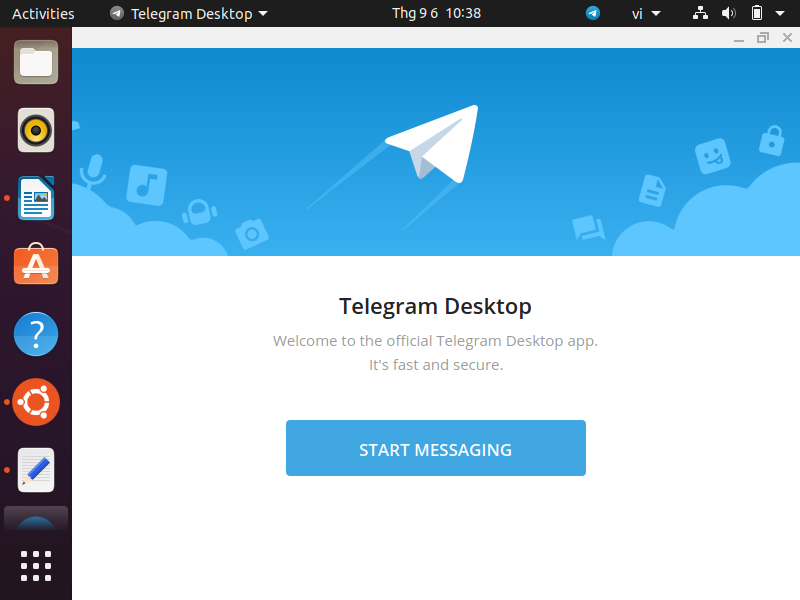 Activities
Telegram Desktop
Thg 9 6 10:38
vi
Telegram Desktop
Welcome to the official Telegram Desktop app.
It's fast and secure.
START MESSAGING